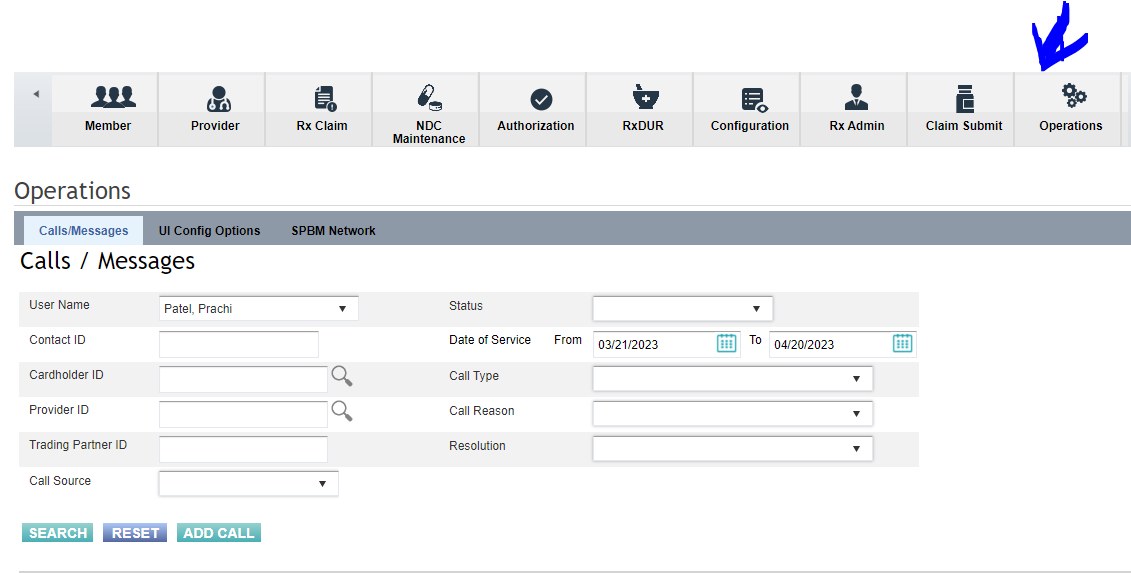 Member
Provider
Rx Claim
NDC
Maintenance
Authorization
RxDUR
Configuration
Rx Admin
Claim Submit
Operations
Operations
Calls/Messages UI Config Options SPBM Network
Calls / Messages
User Name Patel, Prachi Status
Contact ID Date of Service From 03/21/2023 To 04/20/2023
Cardholder ID Call Type
Provider ID Call Reason
Trading Partner ID Resolution
Call Source
SEARCH RESET ADD CALL